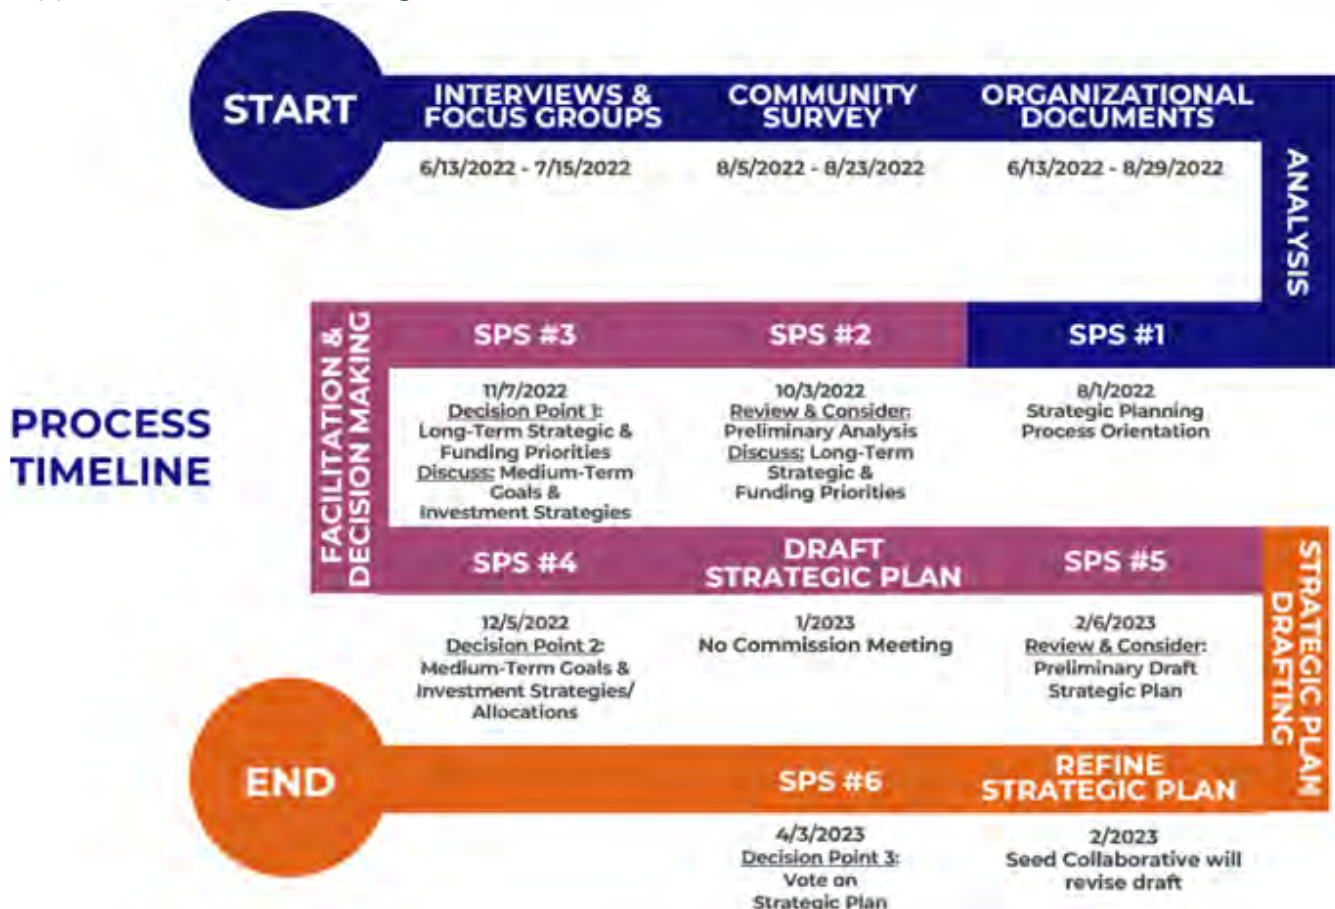 START
INTERVIEWS &
FOCUS GROUPS
COMMUNITY
SURVEY
ORGANIZATIONAL
DOCUMENTS
6/13/2022 - 7/15/2022
8/5/2022 - 8/23/2022
6/13/2022 - 8/29/2022
ANALYSIS
SPS #1
8/1/2022
Strategic Planning
Process Orientation
SPS #2
10/3/2022
Review & Consider:
Preliminary Analysis
Discuss: Long-Term
Strategic &
Funding Priorities
SPS #3
11/7/2022
Decision Point 1:
Long-Term Strategic &
Funding Priorities
Discuss: Medium-Term
Goals &
Investment Strategies
PROCESS
TIMELINE
FACILITATION &
DECISION MAKING
SPS #4
12/5/2022
Decision Point 2:
Medium-Term Goals &
Investment Strategies/
Allocations
DRAFT
STRATEGIC PLAN
1/2023
No Commission Meeting
SPS #5
2/6/2023
Review & Consider:
Preliminary Draft
Strategic Plan
STRATEGIC PLAN
DRAFTING
REFINE
STRATEGIC PLAN
2/2023
Seed Collaborative will
revise draft
SPS #6
4/3/2023
Decision Point 3:
Vote on
Strategic Plan
END